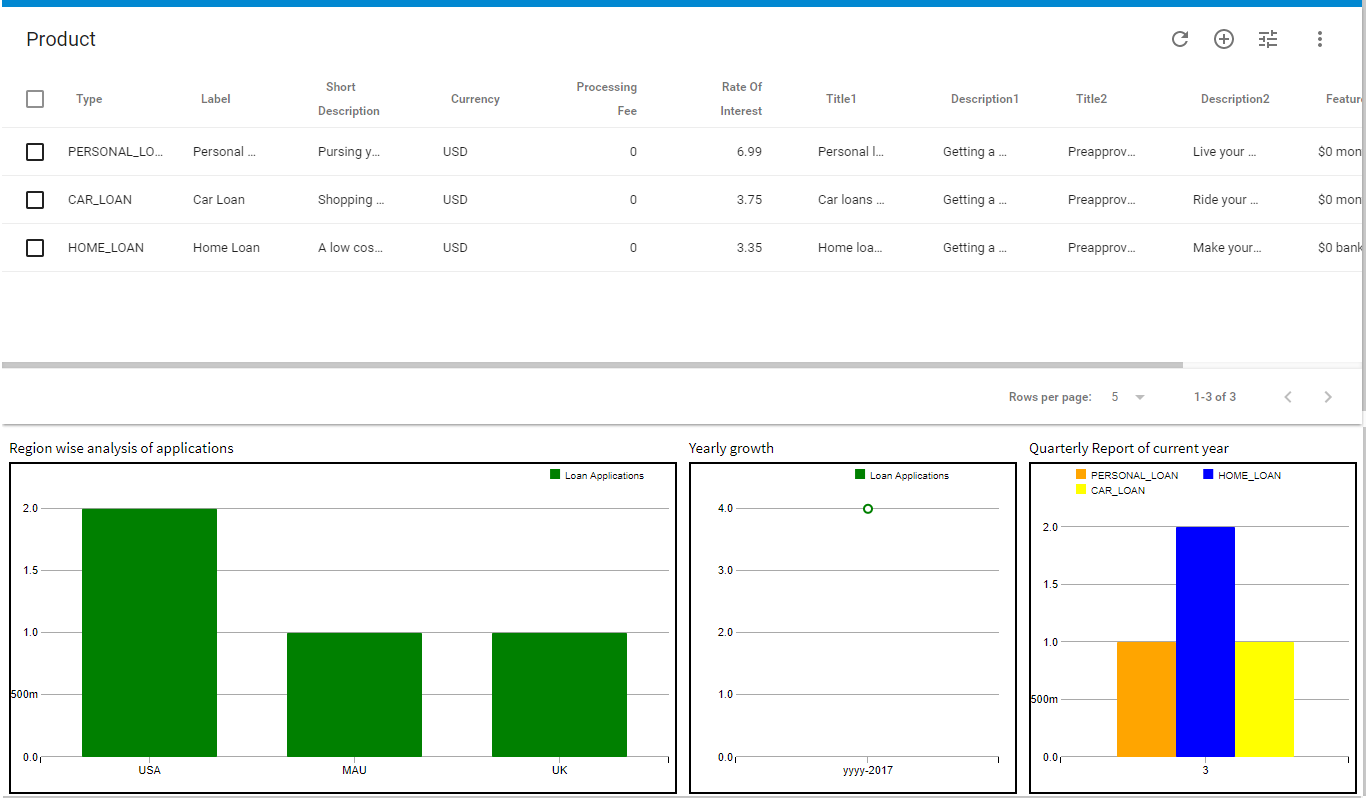 Product
Type Label Short Description Currency Processing Fee Rate Of Interest Title1 Description1 Title2 Description2 Featur
PERSONAL_LO... Personal ... Pursing y... USD 0 6.99 Personal l... Getting a ... Preapprov... Live your ... $0 mon
CAR_LOAN Car Loan Shopping ... USD 0 3.75 Car loans ... Getting a ... Preapprov... Ride your ... $0 mon
HOME_LOAN Home Loan A low cos... USD 0 3.35 Home loa... Getting a ... Preapprov... Make your... $0 bank
Rows per page: 5 1-3 of 3
Region wise analysis of applications
Loan Applications
2.0
1.5
1.0
500m
0.0
USA MAU UK
Yearly growth
Loan Applications
4.0
3.0
2.0
1.0
0.0
yyyy-2017
Quarterly Report of current year
PERSONAL_LOAN HOME_LOAN
CAR_LOAN
2.0
1.5
1.0
500m
0.0
3